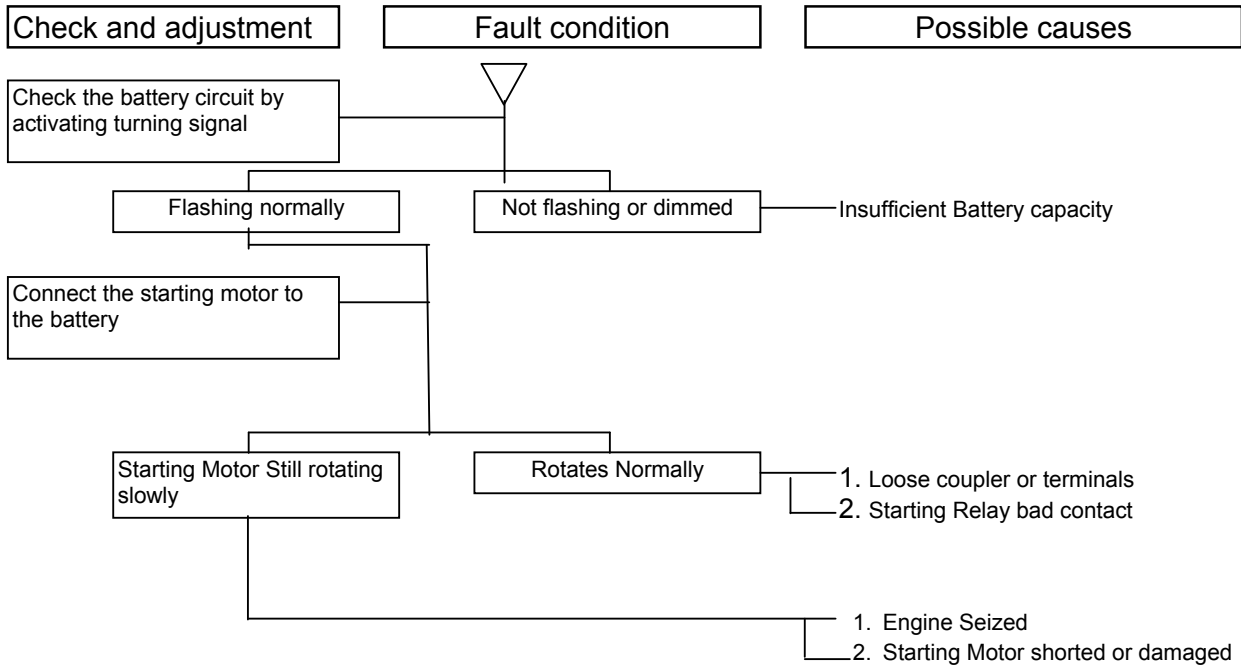 Check and adjustment
Fault condition
Possible causes
Check the battery circuit by
activating turning signal
Flashing normally
Not flashing or dimmed
Insufficient Battery capacity
Connect the starting motor to
the battery
Starting Motor Still rotating
slowly
Rotates Normally
1. Loose coupler or terminals
2. Starting Relay bad contact
1. Engine Seized
2. Starting Motor shorted or damaged